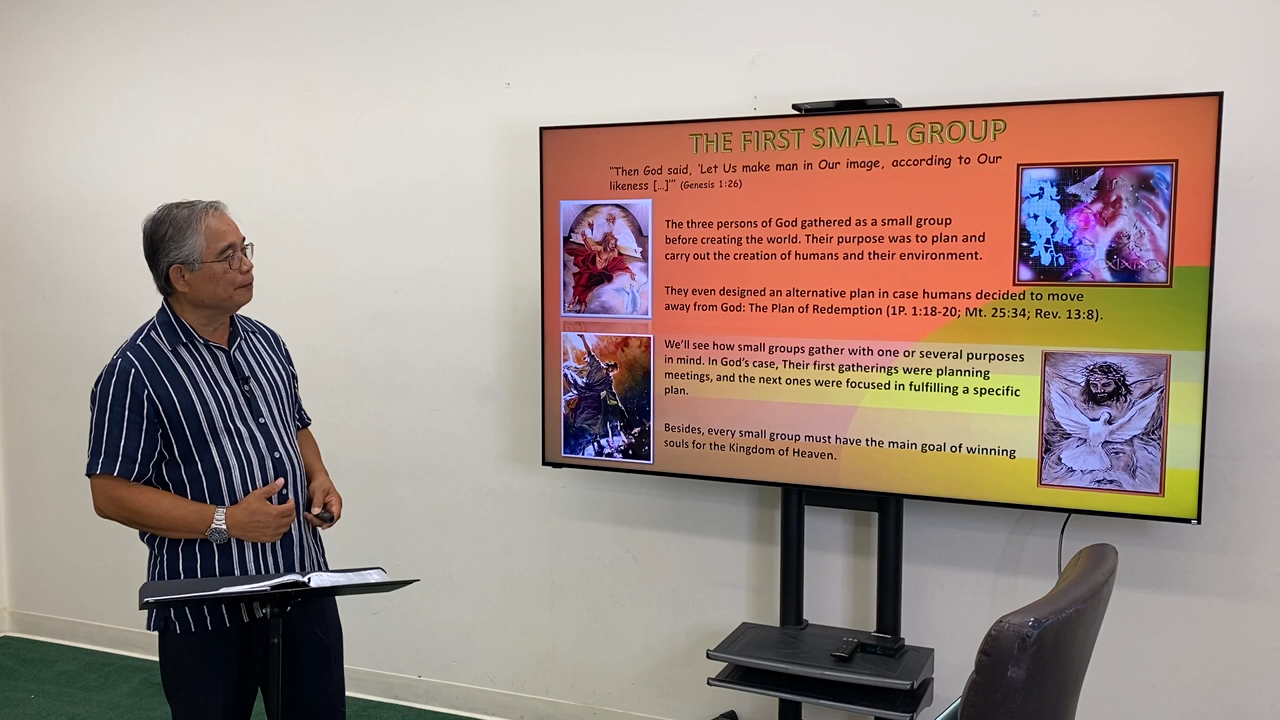 THE FIRST SMALL GROUP
“Then God said, ‘Let Us make man in Our image, according to Our
likeness […]’” (Genesis 1:26)
The three persons of God gathered as a small group
before creating the world. Their purpose was to plan and
carry out the creation of humans and their environment.
They even designed an alternative plan in case humans decided to move
away from God: The Plan of Redemption (1P. 1:18-20; Mt. 25:34; Rev. 13:8).
We’ll see how small groups gather with one or several purposes
in mind. In God’s case, Their first gatherings were planning
meetings, and the next ones were focused in fulfilling a specific
plan.
Besides, every small group must have the main goal of winning
souls for the Kingdom of Heaven.